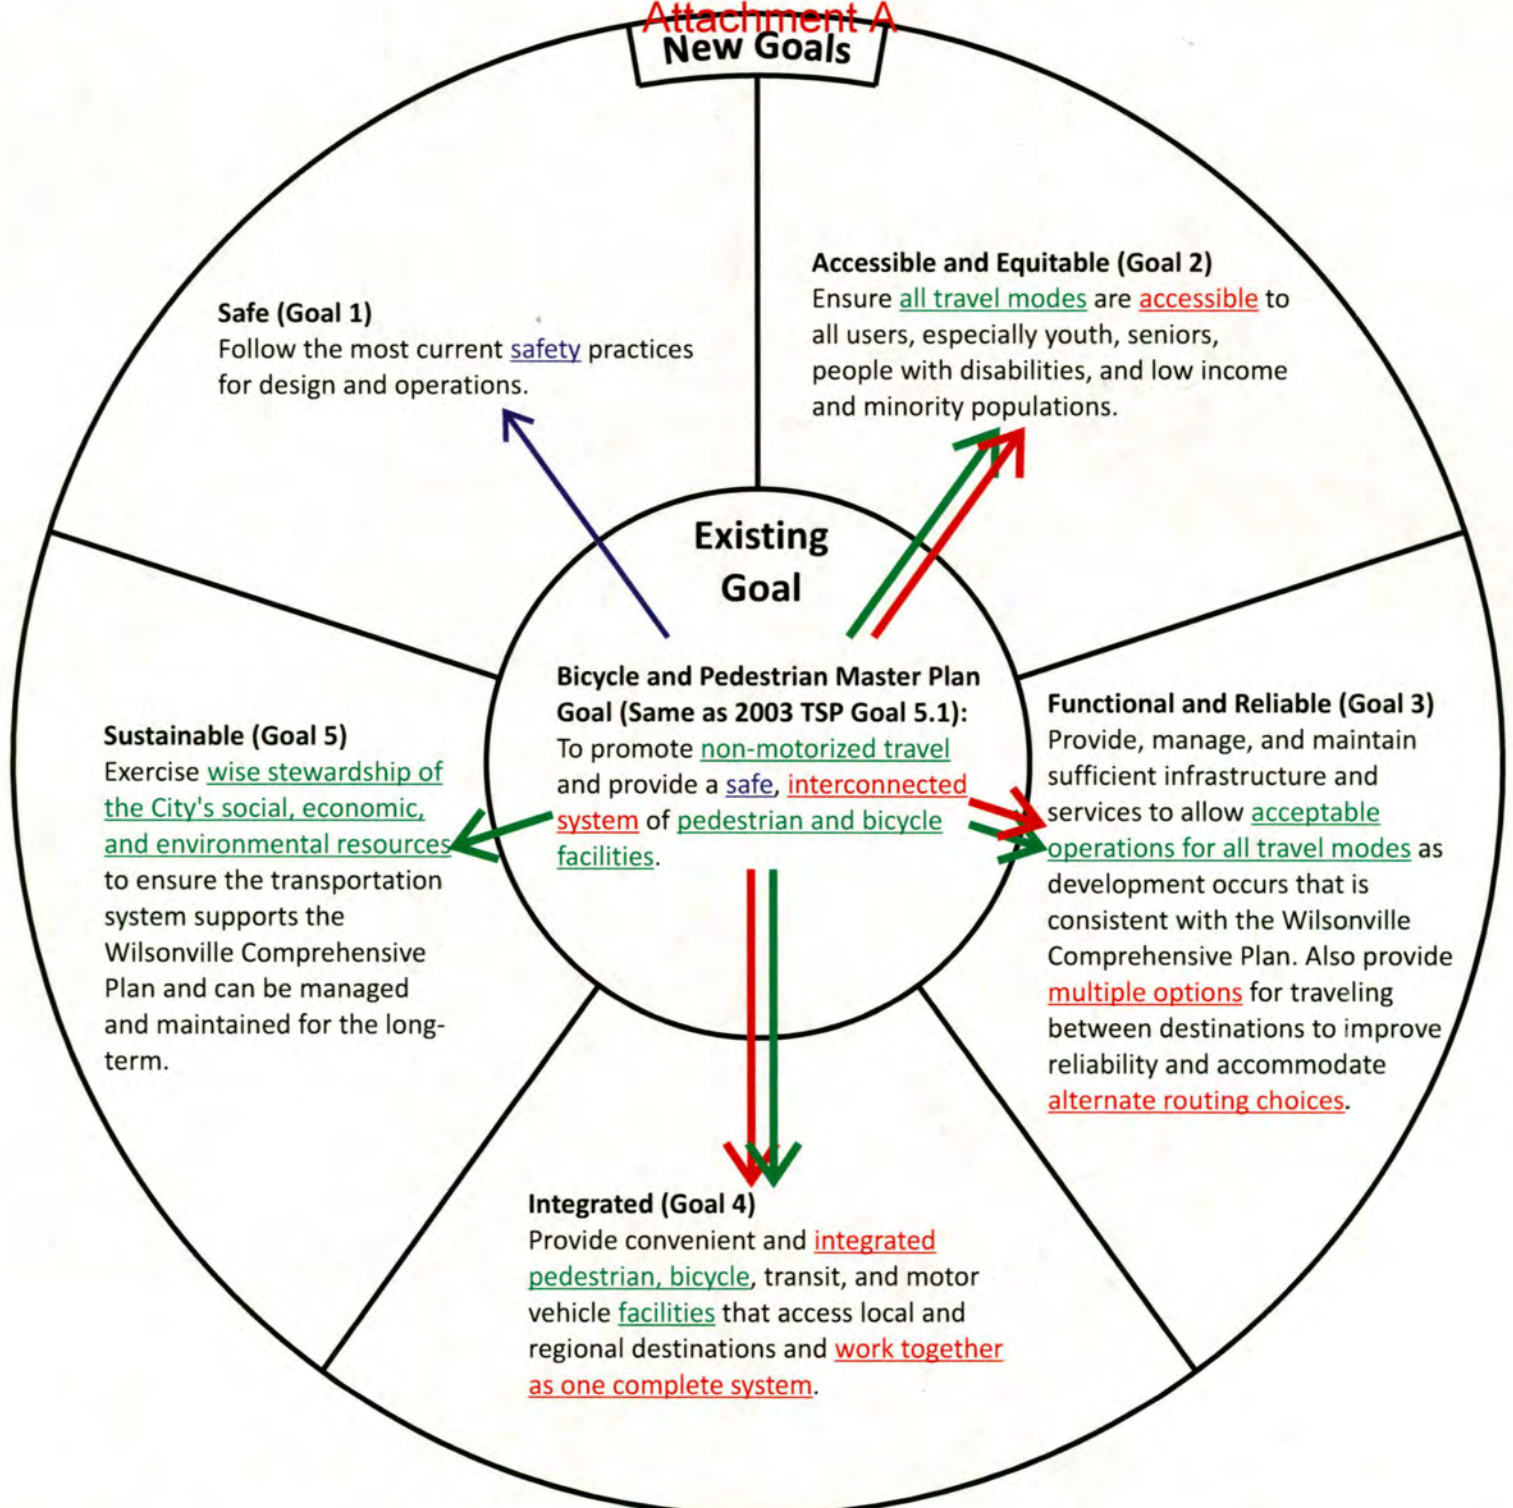 Attachment A
New Goals
Safe (Goal 1)
Follow the most current safety practices
for design and operations.
Accessible and Equitable (Goal 2)
Ensure all travel modes are accessible to
all users, especially youth, seniors,
people with disabilities, and low income
and minority populations.
Existing
Goal
Bicycle and Pedestrian Master Plan
Goal (Same as 2003 TSP Goal 5.1):
To promote non-motorized travel
and provide a safe, interconnected
system of pedestrian and bicycle
facilities.
Functional and Reliable (Goal 3)
Provide, manage, and maintain
sufficient infrastructure and
services to allow acceptable
operations for all travel modes as
development occurs that is
consistent with the Wilsonville
Comprehensive Plan. Also provide
multiple options for traveling
between destinations to improve
reliability and accommodate
alternate routing choices.
Integrated (Goal 4)
Provide convenient and integrated
pedestrian, bicycle, transit, and motor
vehicle facilities that access local and
regional destinations and work together
as one complete system.
Sustainable (Goal 5)
Exercise wise stewardship of
the City's social, economic,
and environmental resources
to ensure the transportation
system supports the
Wilsonville Comprehensive
Plan and can be managed
and maintained for the long-
term.